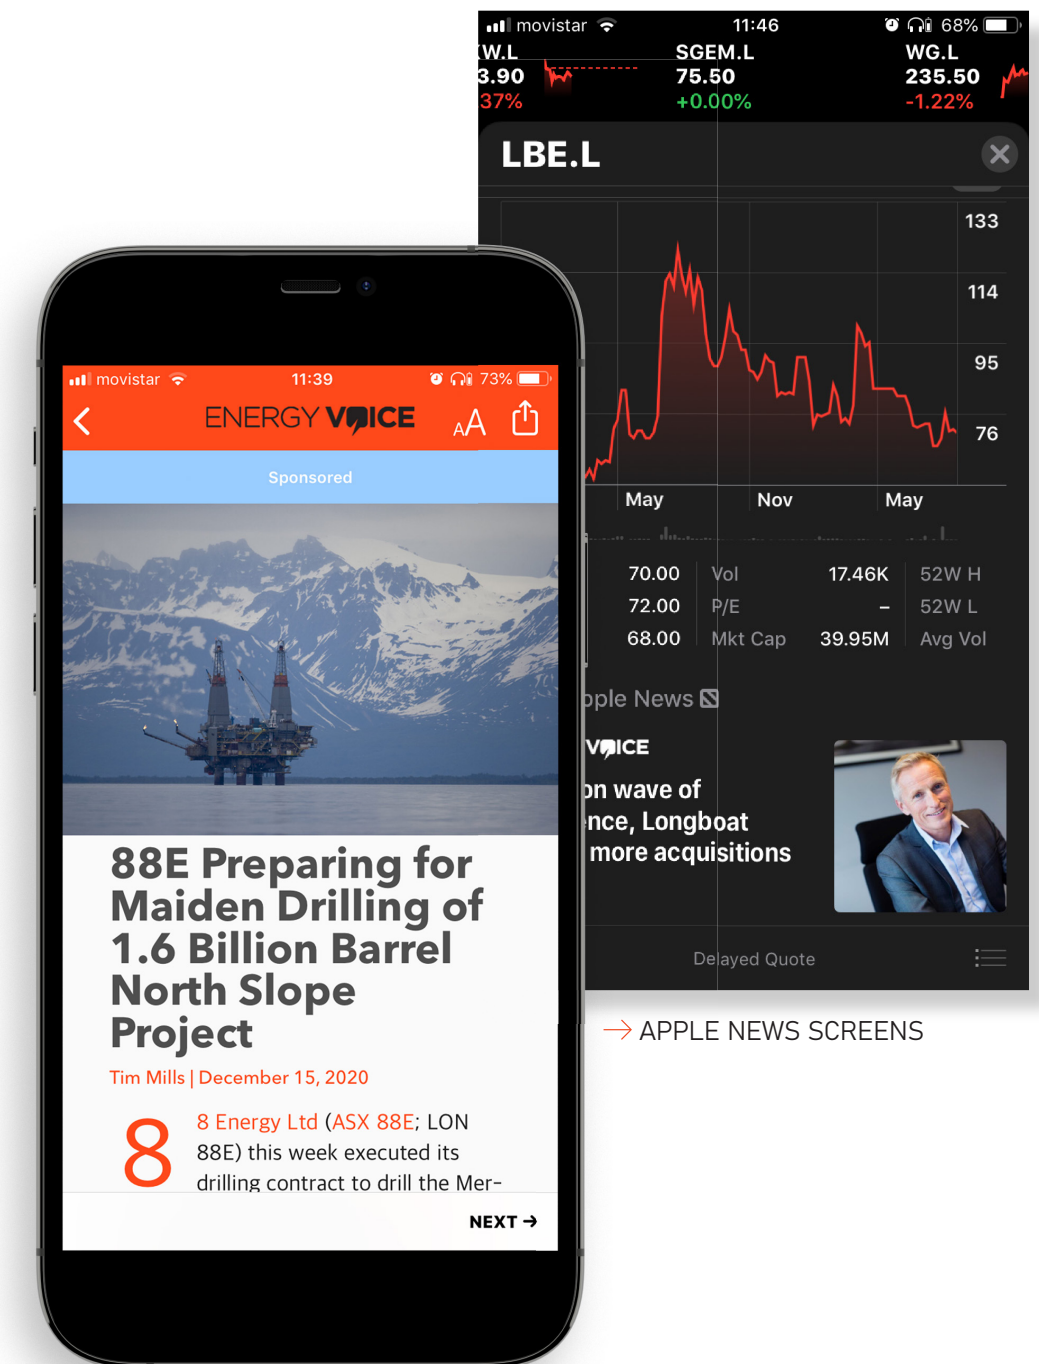 movistar 11:46 68%
W.L SGEM.L WG.L
3.90 75.50 235.50
37% +0.00% -1.22%
LBE.L
133
114
95
76
May Nov May
70.00 Vol 17.46K 52W H
72.00 P/E – 52W L
68.00 Mkt Cap 39.95M Avg Vol
pple News
VOICE
on wave of
ence, Longboat
more acquisitions
Delayed Quote
movistar 11:39 73%
ENERGY VOICE
AA
Sponsored
88E Preparing for
Maiden Drilling of
1.6 Billion Barrel
North Slope
Project
Tim Mills | December 15, 2020
8 8 Energy Ltd (ASX 88E; LON
88E) this week executed its
drilling contract to drill the Mer-
NEXT →
→ APPLE NEWS SCREENS